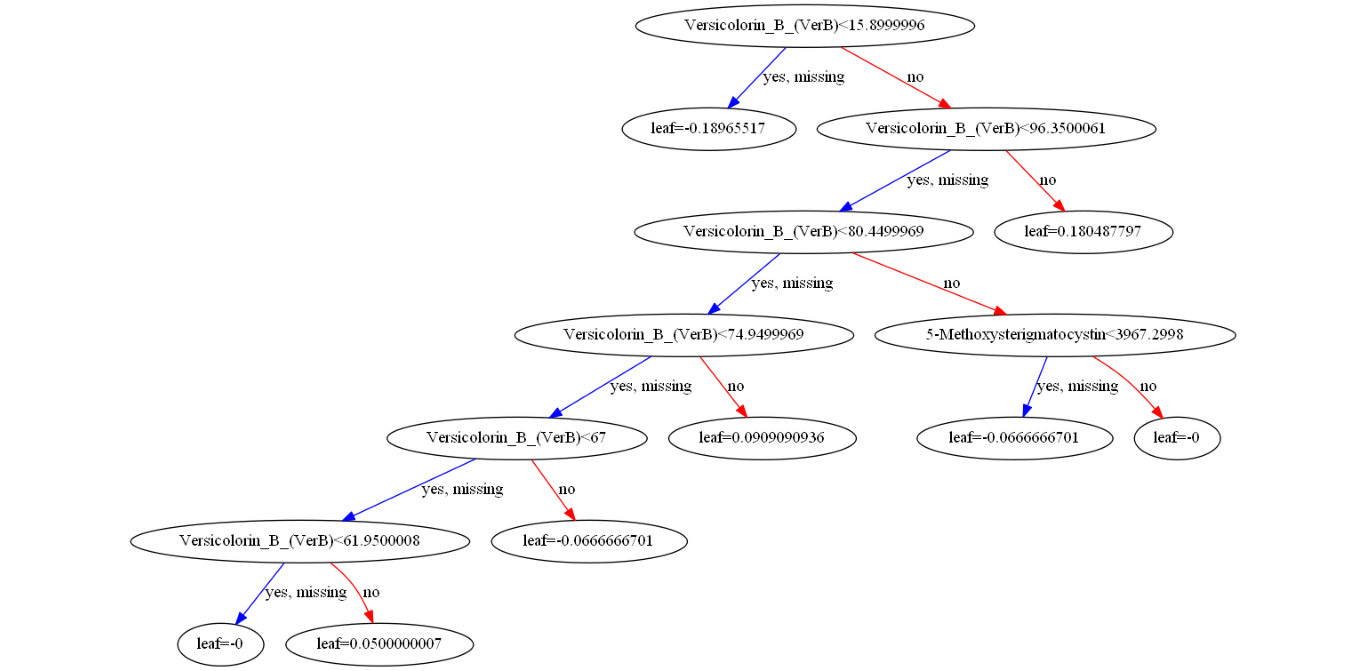 Versicolorin_B_(VerB)<15.8999996
yes, missing
no
leaf=-0.18965517
Versicolorin_B_(VerB)<96.3500061
yes, missing
no
Versicolorin_B_(VerB)<80.4499969
leaf=0.180487797
yes, missing
no
Versicolorin_B_(VerB)<74.9499969
5-Methoxysterigmatocystin<3967.2998
yes, missing
no
yes, missing
no
Versicolorin_B_(VerB)<67
leaf=0.0909090936
leaf=-0.0666666701
leaf=-0
yes, missing
no
Versicolorin_B_(VerB)<61.9500008
leaf=-0.0666666701
yes, missing
no
leaf=-0
leaf=0.0500000007